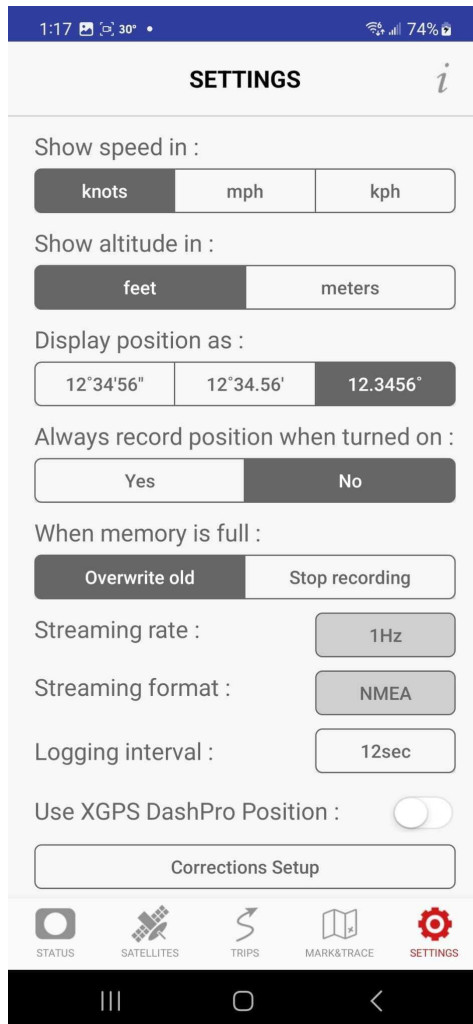 1:17 30° •
74%
SETTINGS i
Show speed in :
knots mph kph
Show altitude in :
feet meters
Display position as :
12°34'56" 12°34.56' 12.3456°
Always record position when turned on :
Yes No
When memory is full :
Overwrite old Stop recording
Streaming rate : 1Hz
Streaming format : NMEA
Logging interval : 12sec
Use XGPS DashPro Position :
Corrections Setup
STATUS SATELLITES TRIPS MARK&TRACE SETTINGS